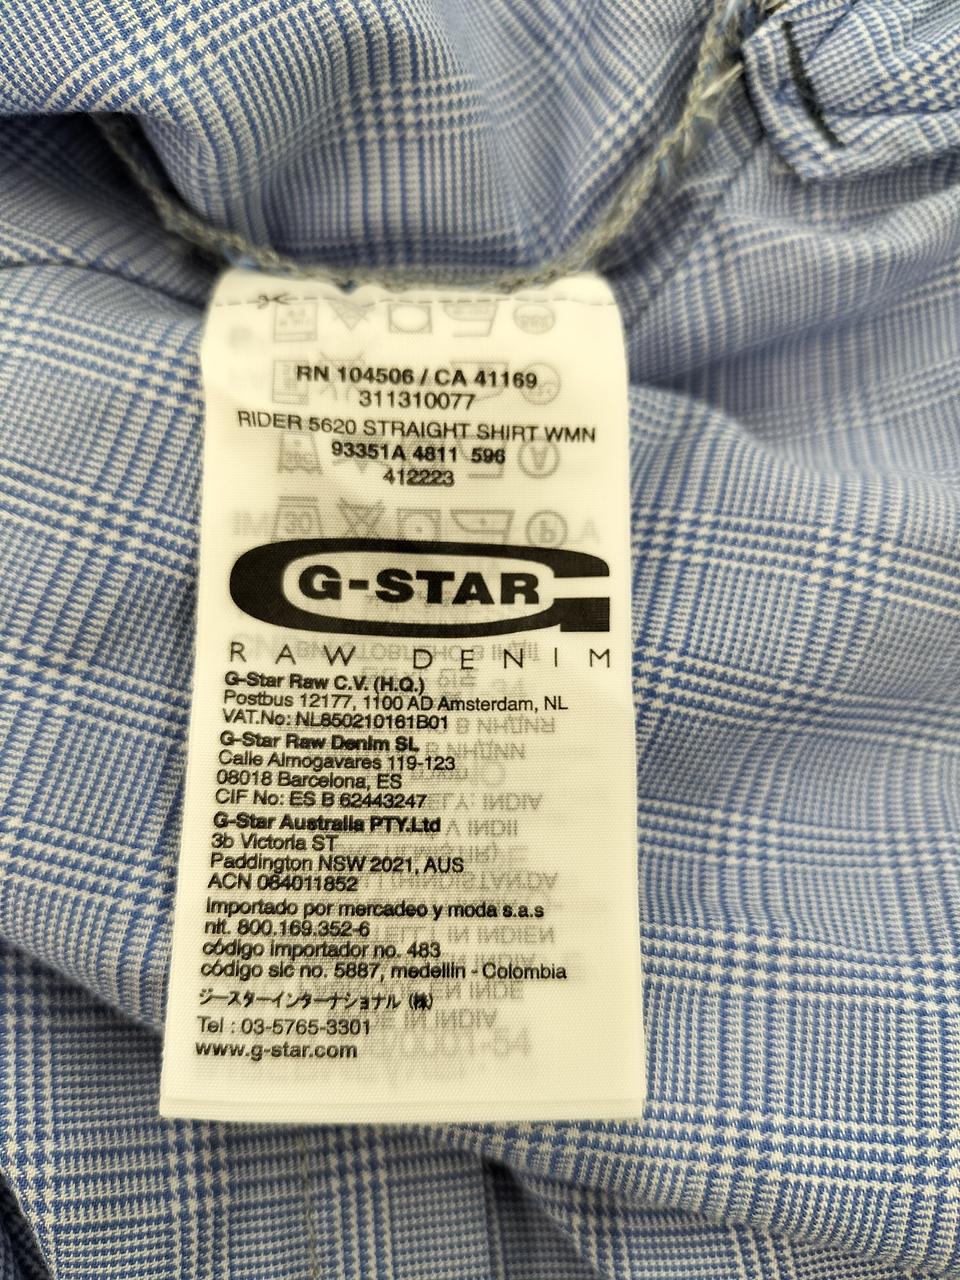 RN 104506 / CA 41169
311310077
RIDER 5620 STRAIGHT SHIRT WMN
93351A 4811 596
412223
G-STAR
RAW DENIM
G-Star Raw C.V. (H.Q.)
Postbus 12177, 1100 AD Amsterdam, NL
VAT.No: NL850210161B01
G-Star Raw Denim SL
Calle Almogavares 119-123
08018 Barcelona, ES
CIF No: ES B 62443247
G-Star Australia PTY.Ltd
3b Victoria ST
Paddington NSW 2021, AUS
ACN 084011852
Importado por mercadeo y moda s.a.s
nit. 800.169.352-6
código importador no. 483
código sic no. 5887, medellin - Colombia
ジースターインターナショナル (株)
Tel : 03-5765-3301
www.g-star.com